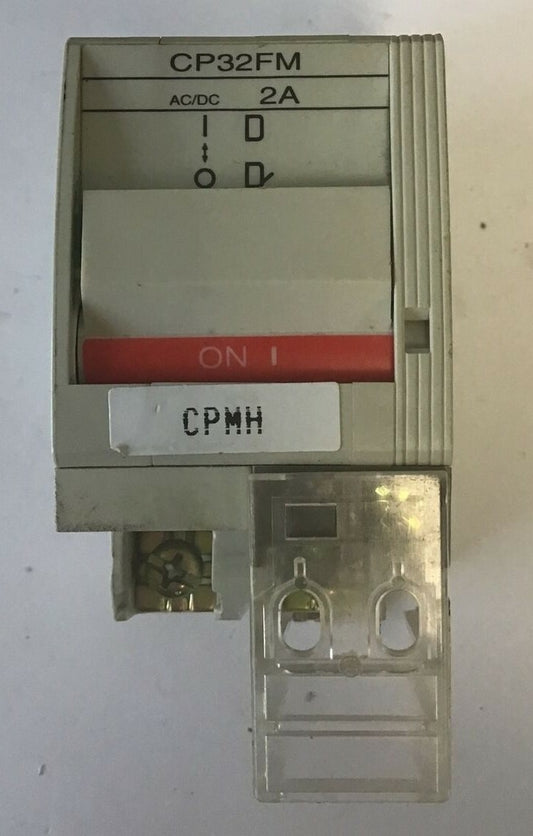 CP32FM
AC/DC 2A
I
O
ON I
CPMH